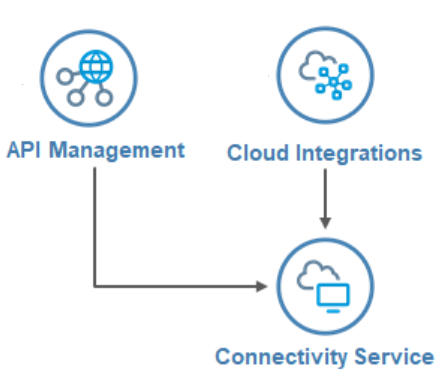 API Management
Cloud Integrations
Connectivity Service